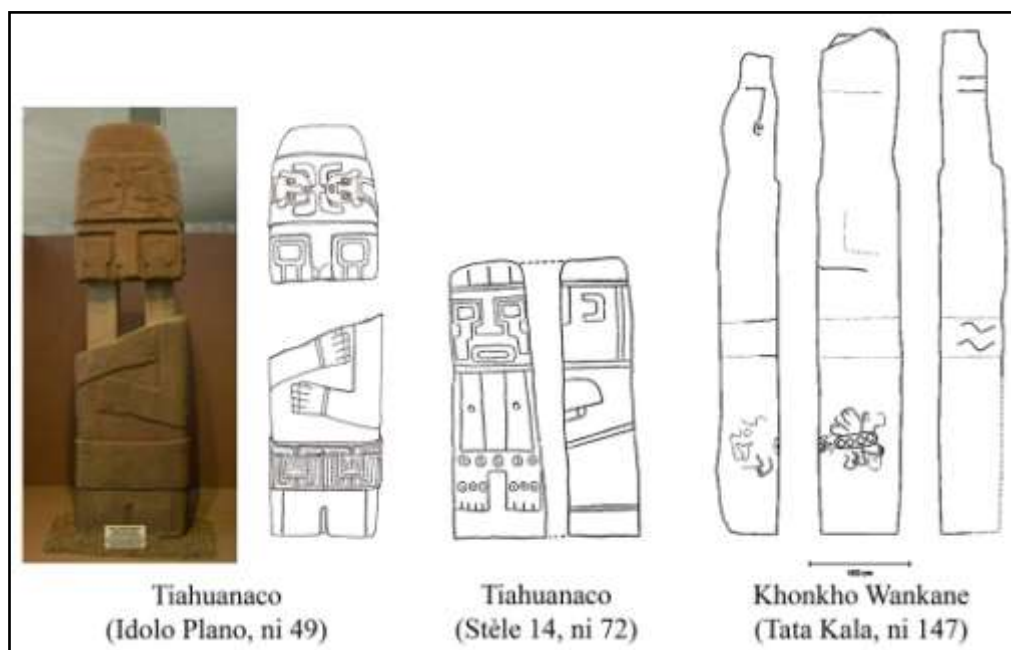 Tiahuanaco
(Idolo Plano, ni 49)
Tiahuanaco
(Stèle 14, ni 72)
Khonkho Wankane
(Tata Kala, ni 147)